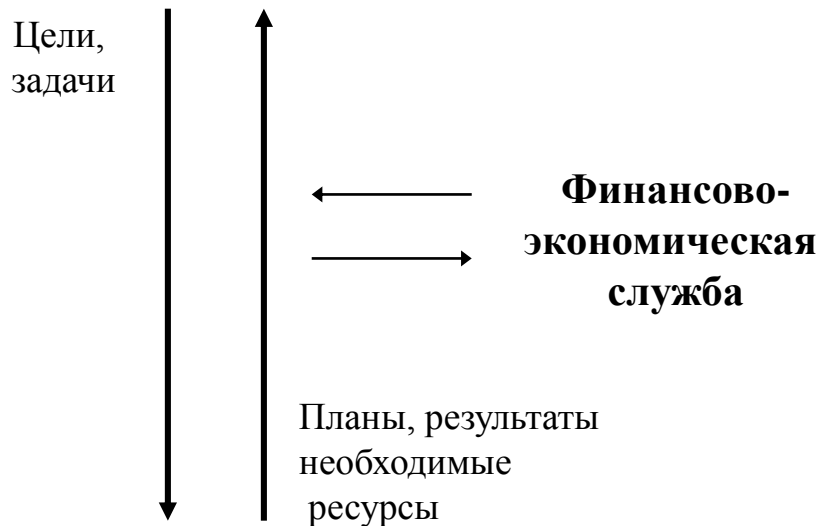 Цели,
задачи
Финансово-
экономическая
служба
Планы, результаты
необходимые
ресурсы